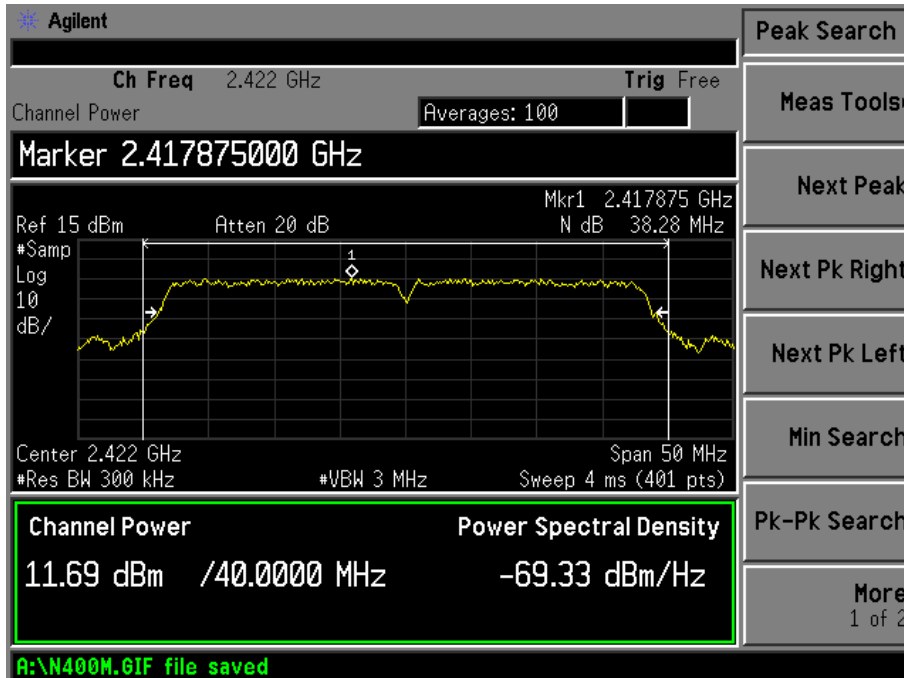 Agilent
Peak Search
Ch Freq 2.422 GHz Trig Free
Channel Power Averages: 100
Meas Tools
Marker 2.417875000 GHz
Next Peak
Mkr1 2.417875 GHz
Ref 15 dBm Atten 20 dB N dB 38.28 MHz
#Samp
Log
10
dB/
1
Next Pk Right
Next Pk Left
Min Search
Center 2.422 GHz Span 50 MHz
#Res BW 300 kHz #VBW 3 MHz Sweep 4 ms (401 pts)
Pk-Pk Search
Channel Power Power Spectral Density
11.69 dBm /40.0000 MHz -69.33 dBm/Hz
More
1 of 2
A:\N400M.GIF file saved